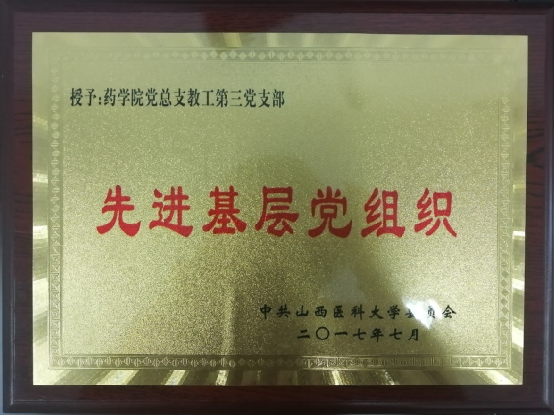 授予:药学院党总支教工第三党支部
先进基层党组织
中共山西医科大学委员会
二〇一七年七月